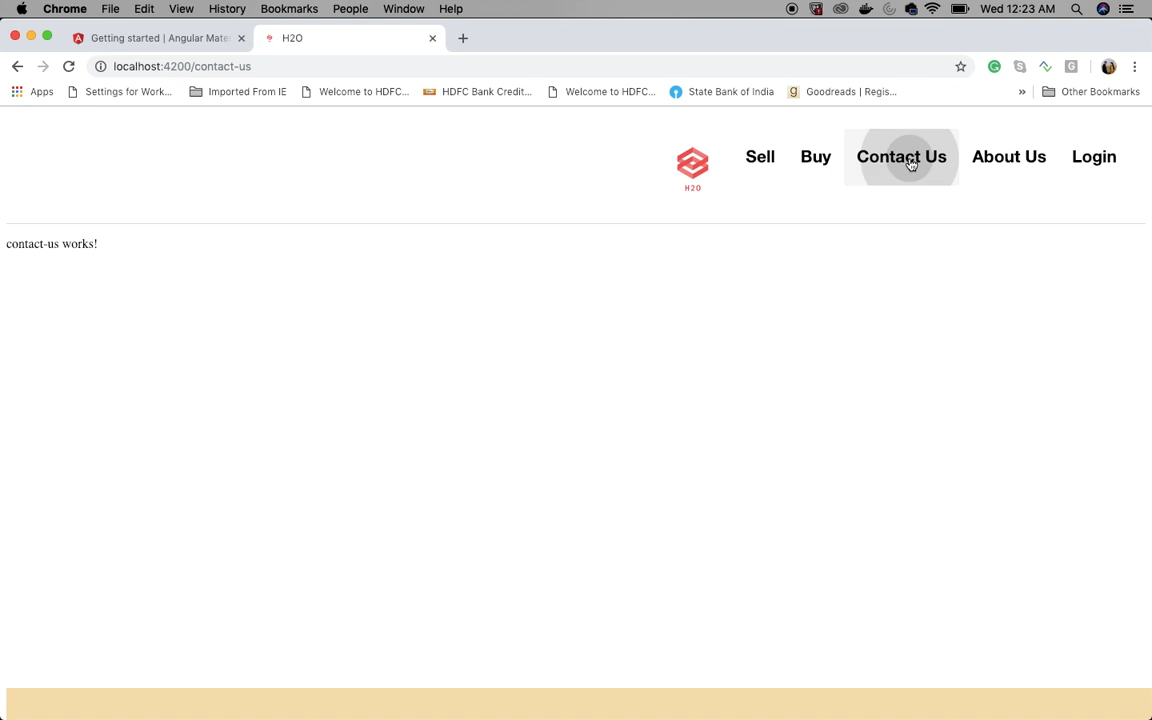 Chrome File Edit View History Bookmarks People Window Help Wed 12:23 AM
Getting started | Angular Mate H2O
localhost:4200/contact-us
Apps Settings for Work... Imported From IE Welcome to HDFC... HDFC Bank Credit... Welcome to HDFC... State Bank of India Goodreads | Regis... » Other Bookmarks
Sell Buy Contact Us About Us Login
H2O
contact-us works!